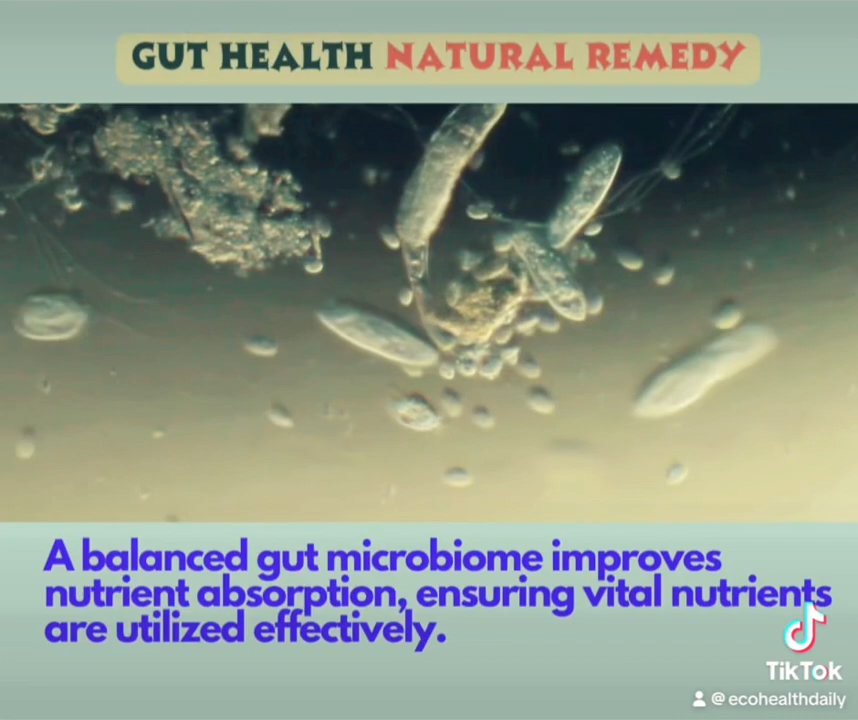 GUT HEALTH NATURAL REMEDY
A balanced gut microbiome improves
nutrient absorption, ensuring vital nutrients
are utilized effectively.
TikTok
@ecohealthdaily